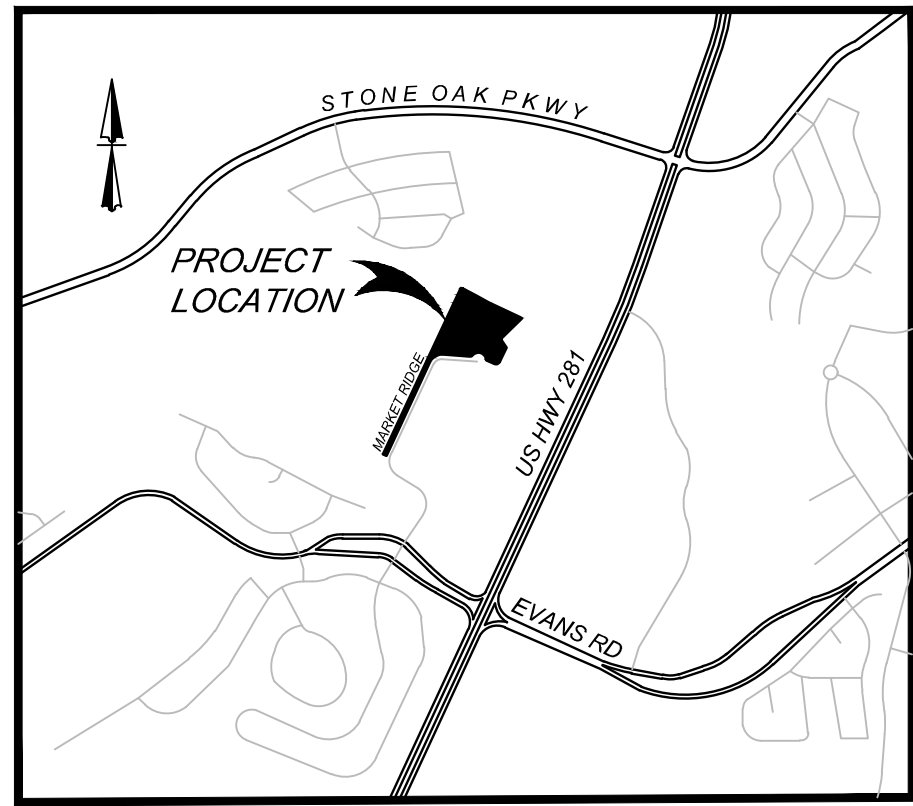 STONE OAK PKWY
PROJECT
LOCATION
MARKET RIDGE
US HWY 281
EVANS RD